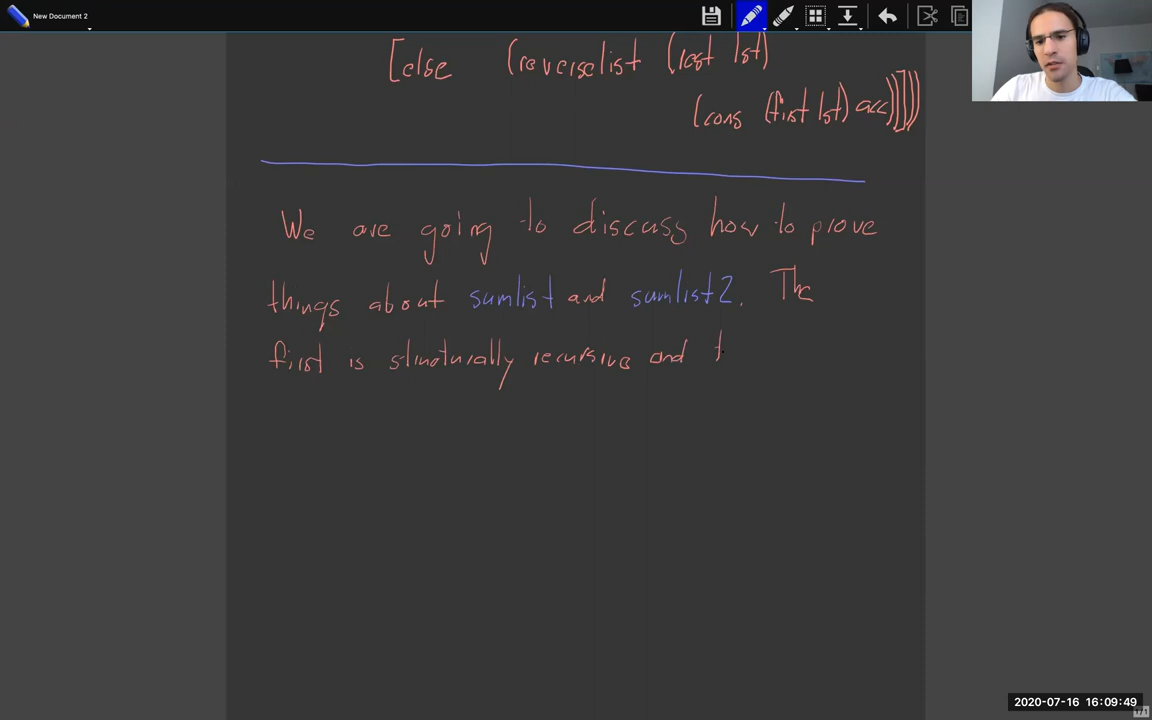 New Document 2
[else (reverselist (rest lst)
(cons (first lst) acc))]]))
We are going to discuss how to prove
things about sumlist and sumlist2. The
first is structurally recursive and t
2020-07-16 16:09:49